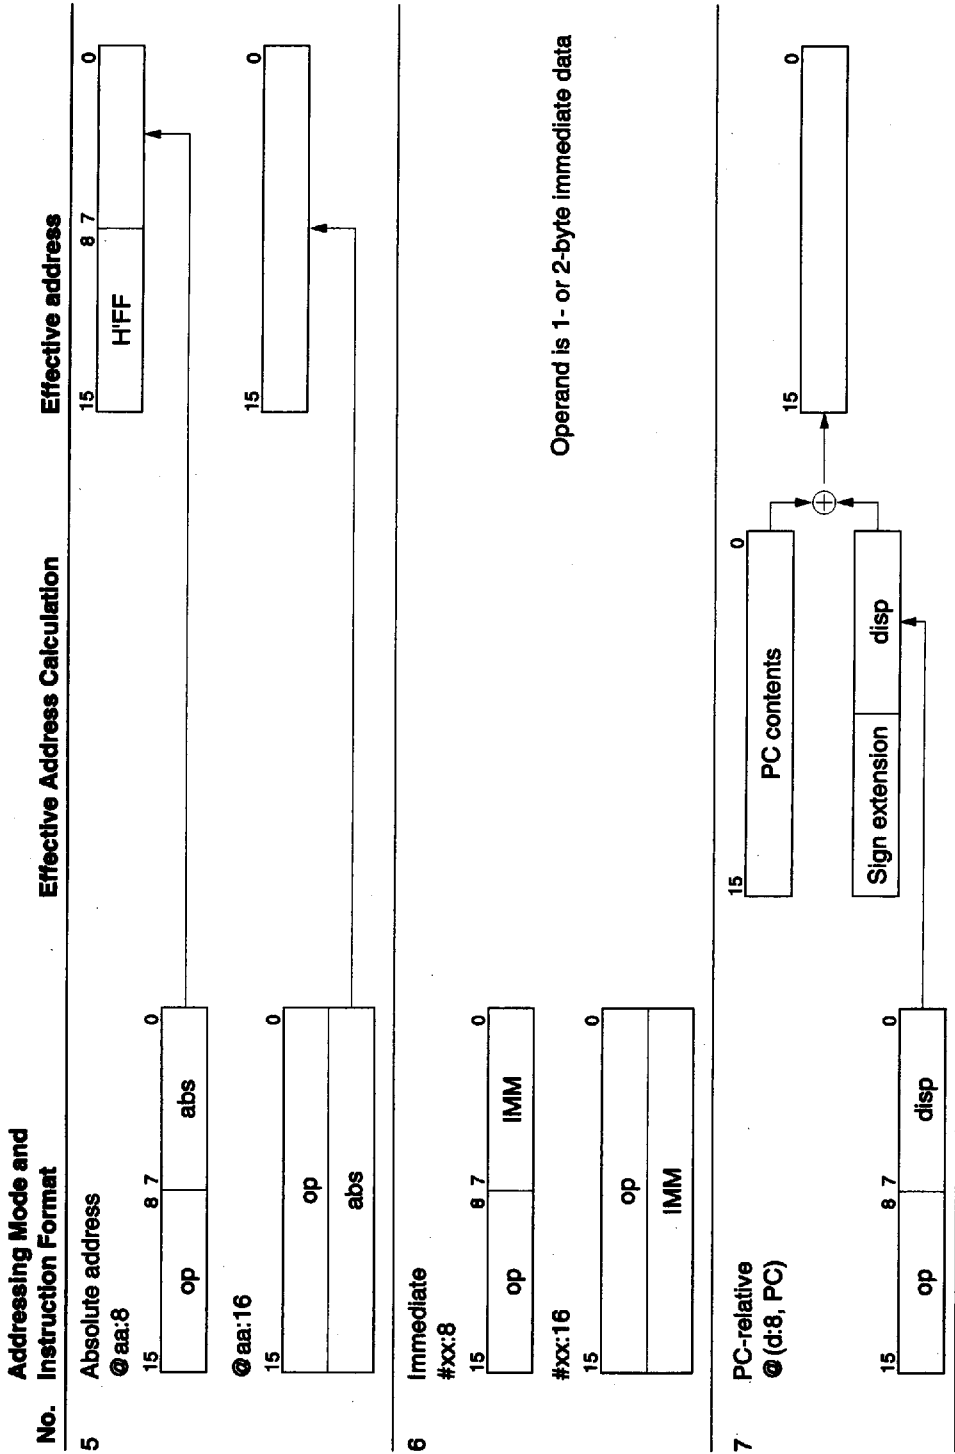 Addressing Mode and
No. Instruction Format Effective Address Calculation Effective address
5 Absolute address
@aa:8
15 8 7 0
op abs
15 8 7 0
H'FF
@aa:16
15 0
op
abs
15 0
6 Immediate
#xx:8
15 8 7 0
op IMM
#xx:16
15 0
op
IMM
Operand is 1- or 2-byte immediate data
7 PC-relative
@(d:8, PC)
15 8 7 0
op disp
15 0
PC contents
Sign extension disp
15 0